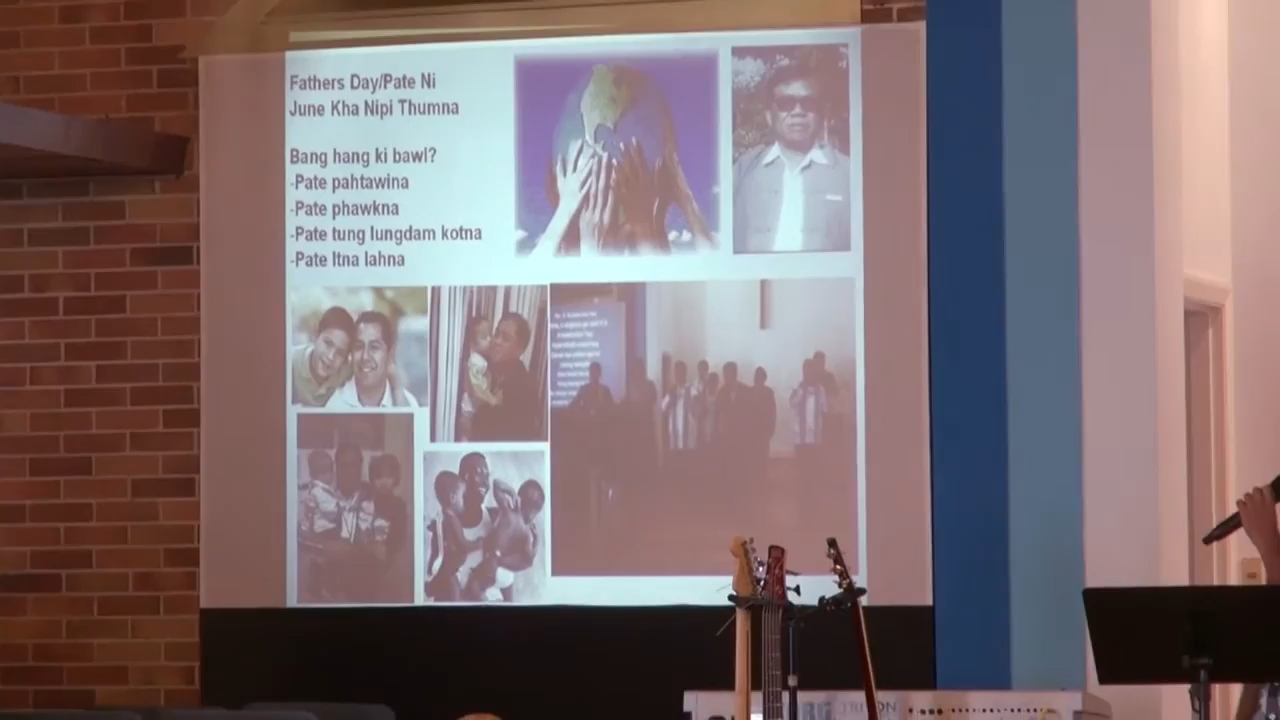 Fathers Day/Pate Ni
June Kha Nipi Thumna
Bang hang ki bawl?
-Pate pahtawina
-Pate phawkna
-Pate tung lungdam kotna
-Pate Itna lahna